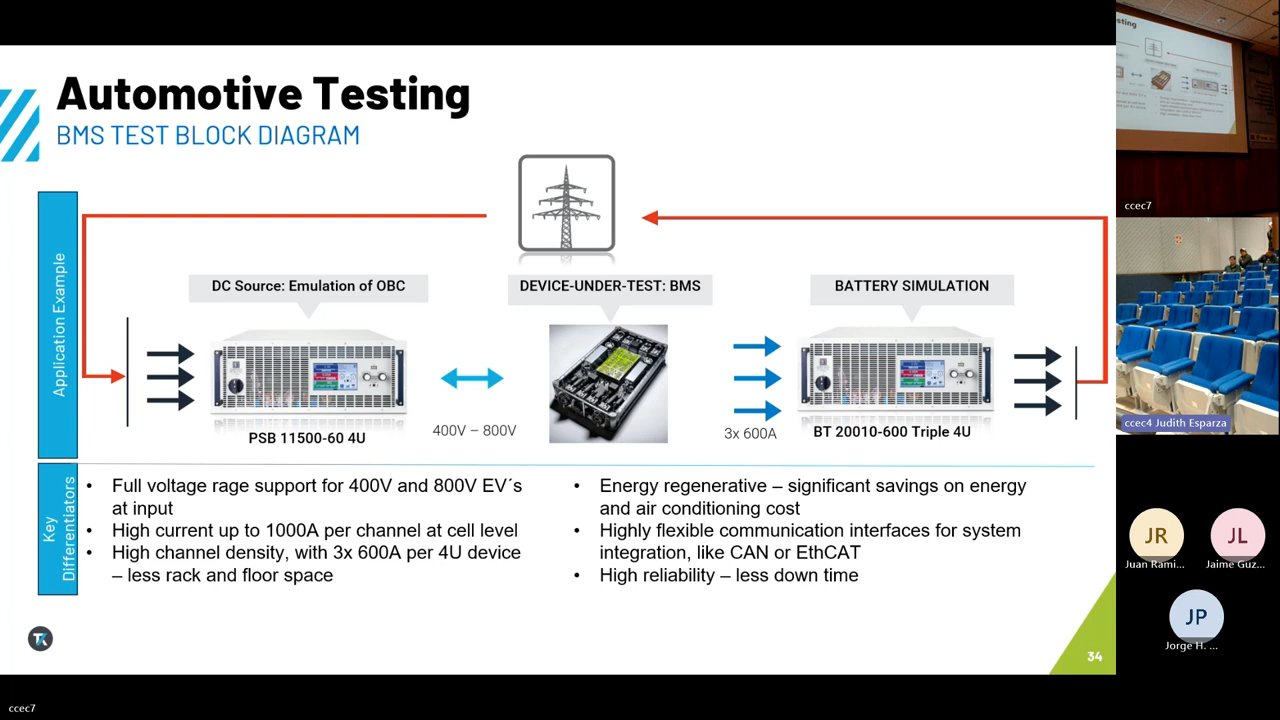 Automotive Testing
BMS TEST BLOCK DIAGRAM
Application Example
DC Source: Emulation of OBC
DEVICE-UNDER-TEST: BMS
BATTERY SIMULATION
400V – 800V
3x 600A
PSB 11500-60 4U
BT 20010-600 Triple 4U
Key
Differentiators
• Full voltage rage support for 400V and 800V EV´s
at input
• High current up to 1000A per channel at cell level
• High channel density, with 3x 600A per 4U device
– less rack and floor space
• Energy regenerative – significant savings on energy
and air conditioning cost
• Highly flexible communication interfaces for system
integration, like CAN or EthCAT
• High reliability – less down time
TK
34
ccec7
sting
ccec7
ccec4 Judith Esparza
JR
Juan Rami...
JL
Jaime Guz...
JP
Jorge H. ...